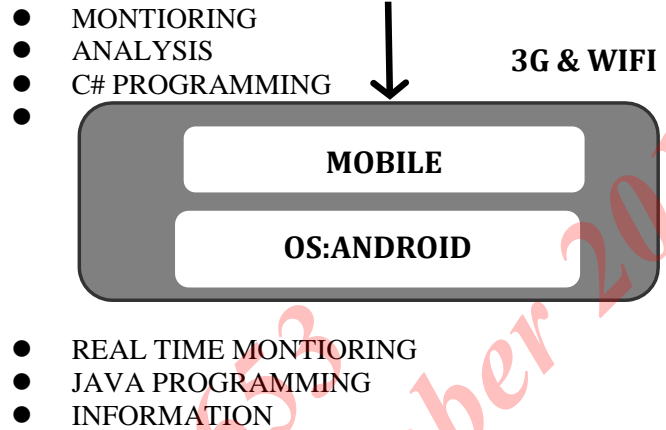 ● MONTIORING
● ANALYSIS
3G & WIFI
● C# PROGRAMMING
●
MOBILE
OS:ANDROID
● REAL TIME MONTIORING
● JAVA PROGRAMMING
● INFORMATION